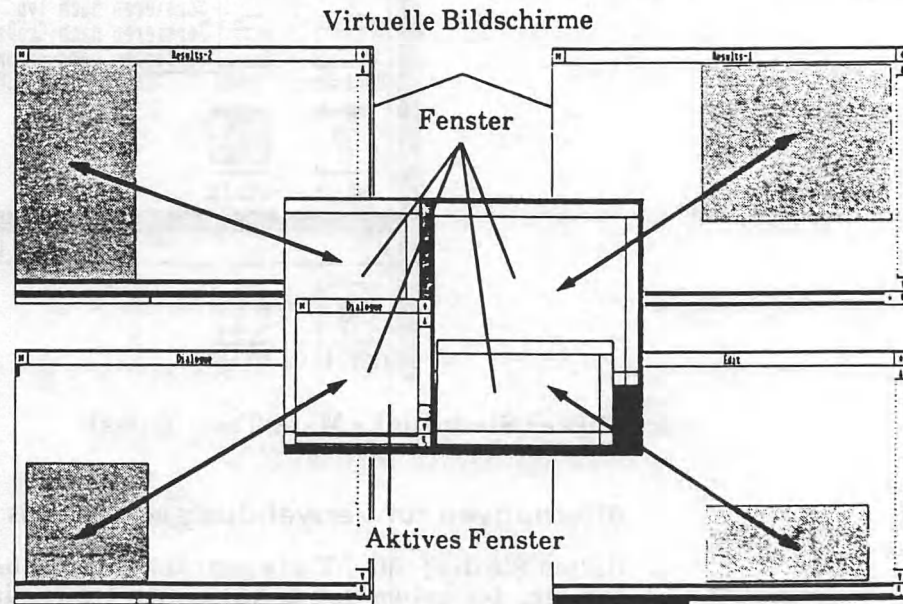 Virtuelle Bildschirme
Results-2
Results-1
Fenster
Dialogue
Dialogue
Edit
Aktives Fenster